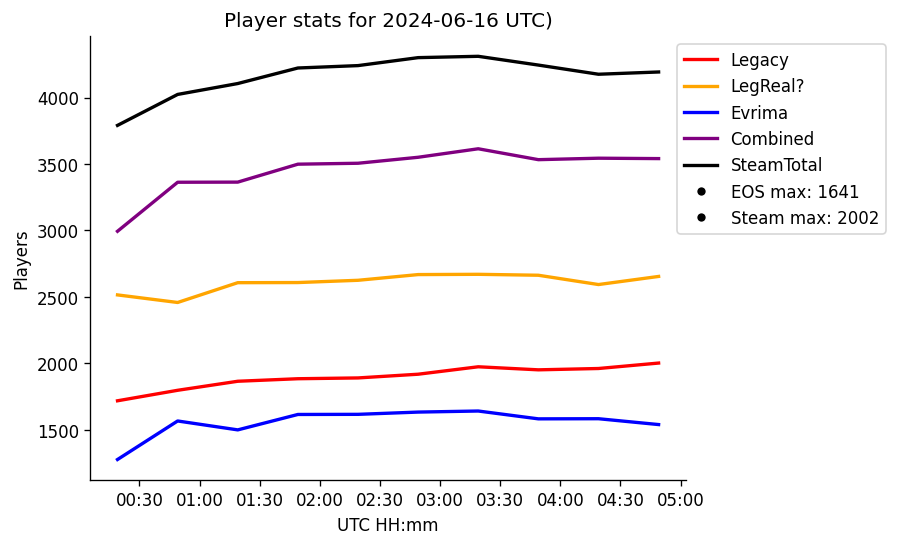 Player stats for 2024-06-16 UTC)
Legacy
LegReal?
Evrima
Combined
SteamTotal
EOS max: 1641
Steam max: 2002
Players
4000
3500
3000
2500
2000
1500
00:30 01:00 01:30 02:00 02:30 03:00 03:30 04:00 04:30 05:00
UTC HH:mm